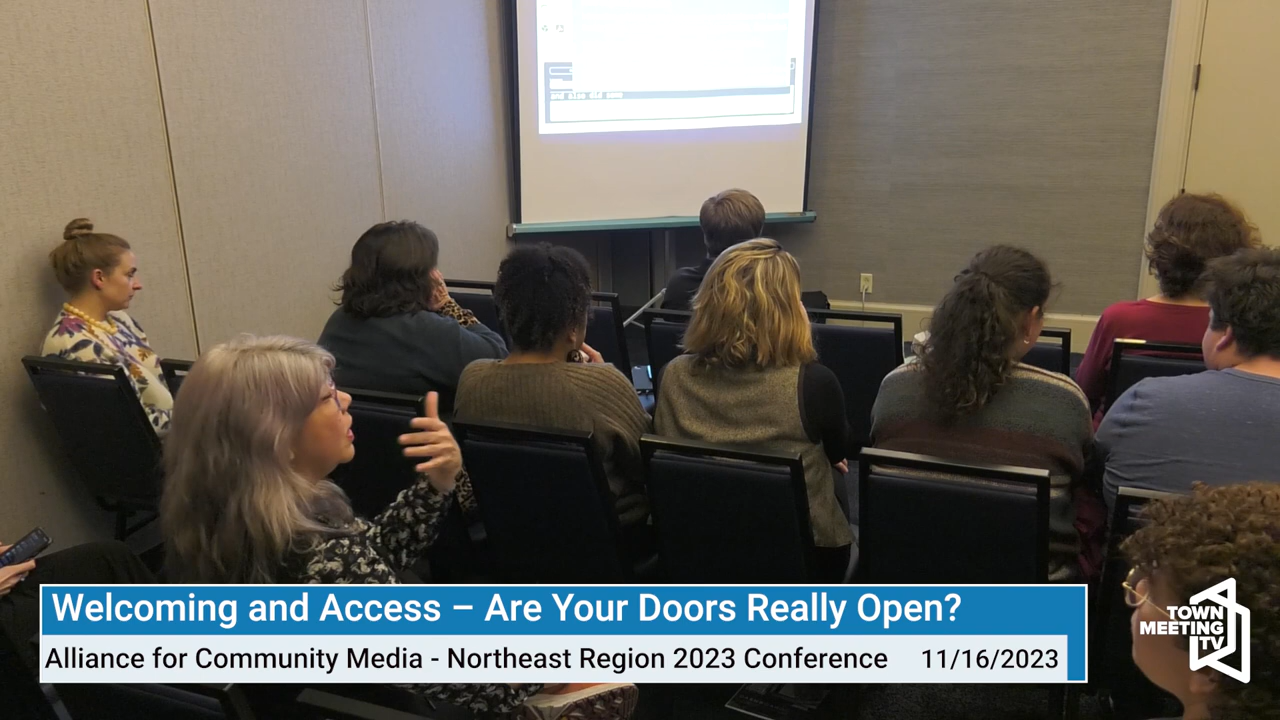 Welcoming and Access – Are Your Doors Really Open?
Alliance for Community Media - Northeast Region 2023 Conference 11/16/2023
TOWN
MEETING
TV